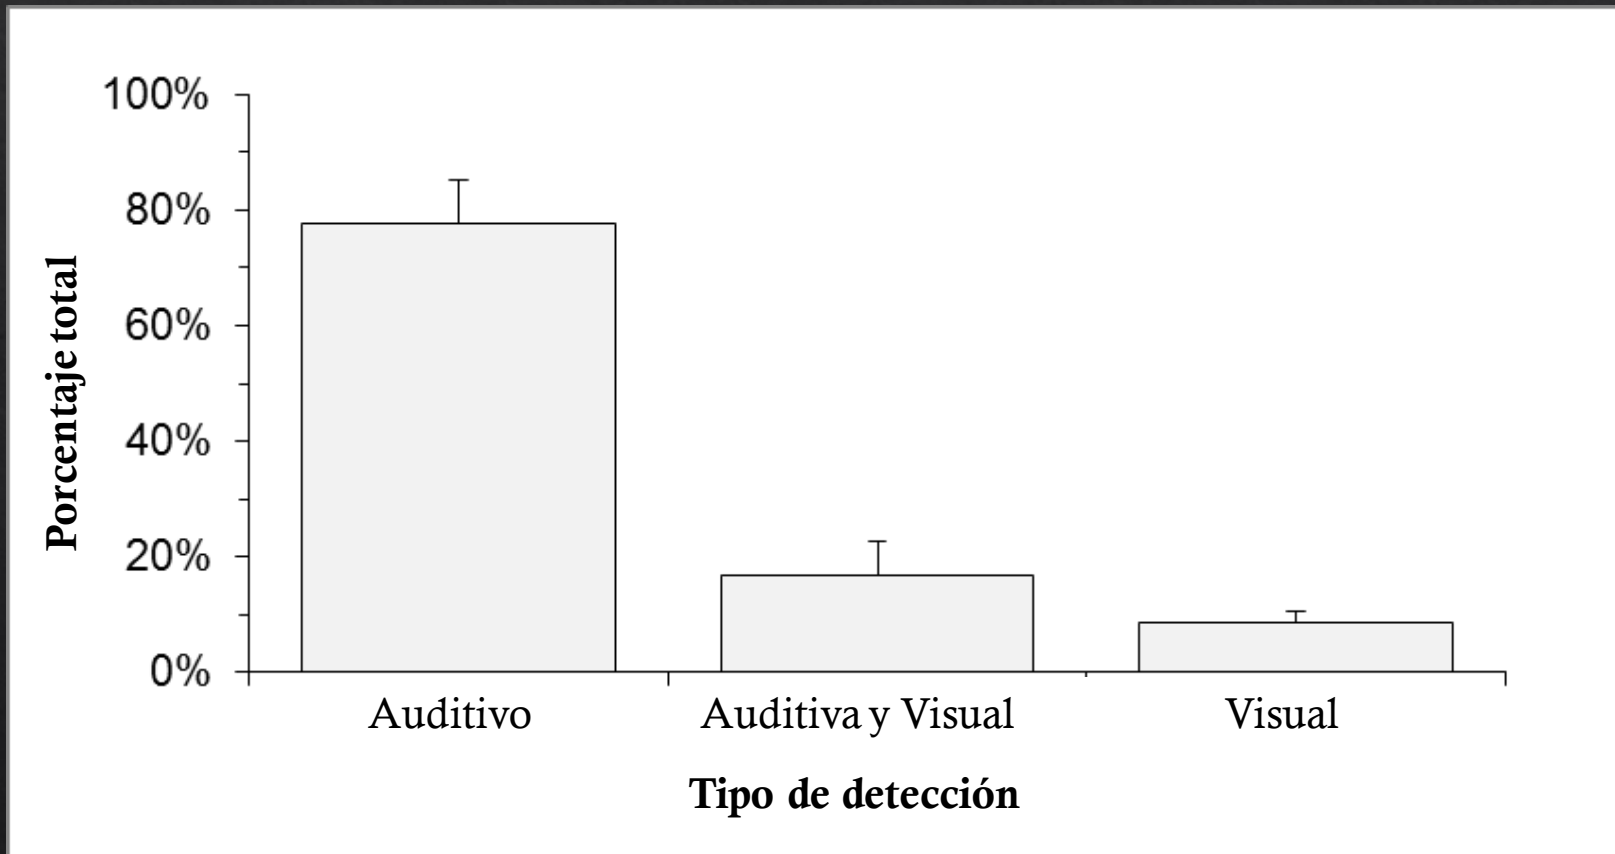 100%
80%
60%
40%
20%
0%
Porcentaje total
Auditivo
Auditiva y Visual
Visual
Tipo de detección